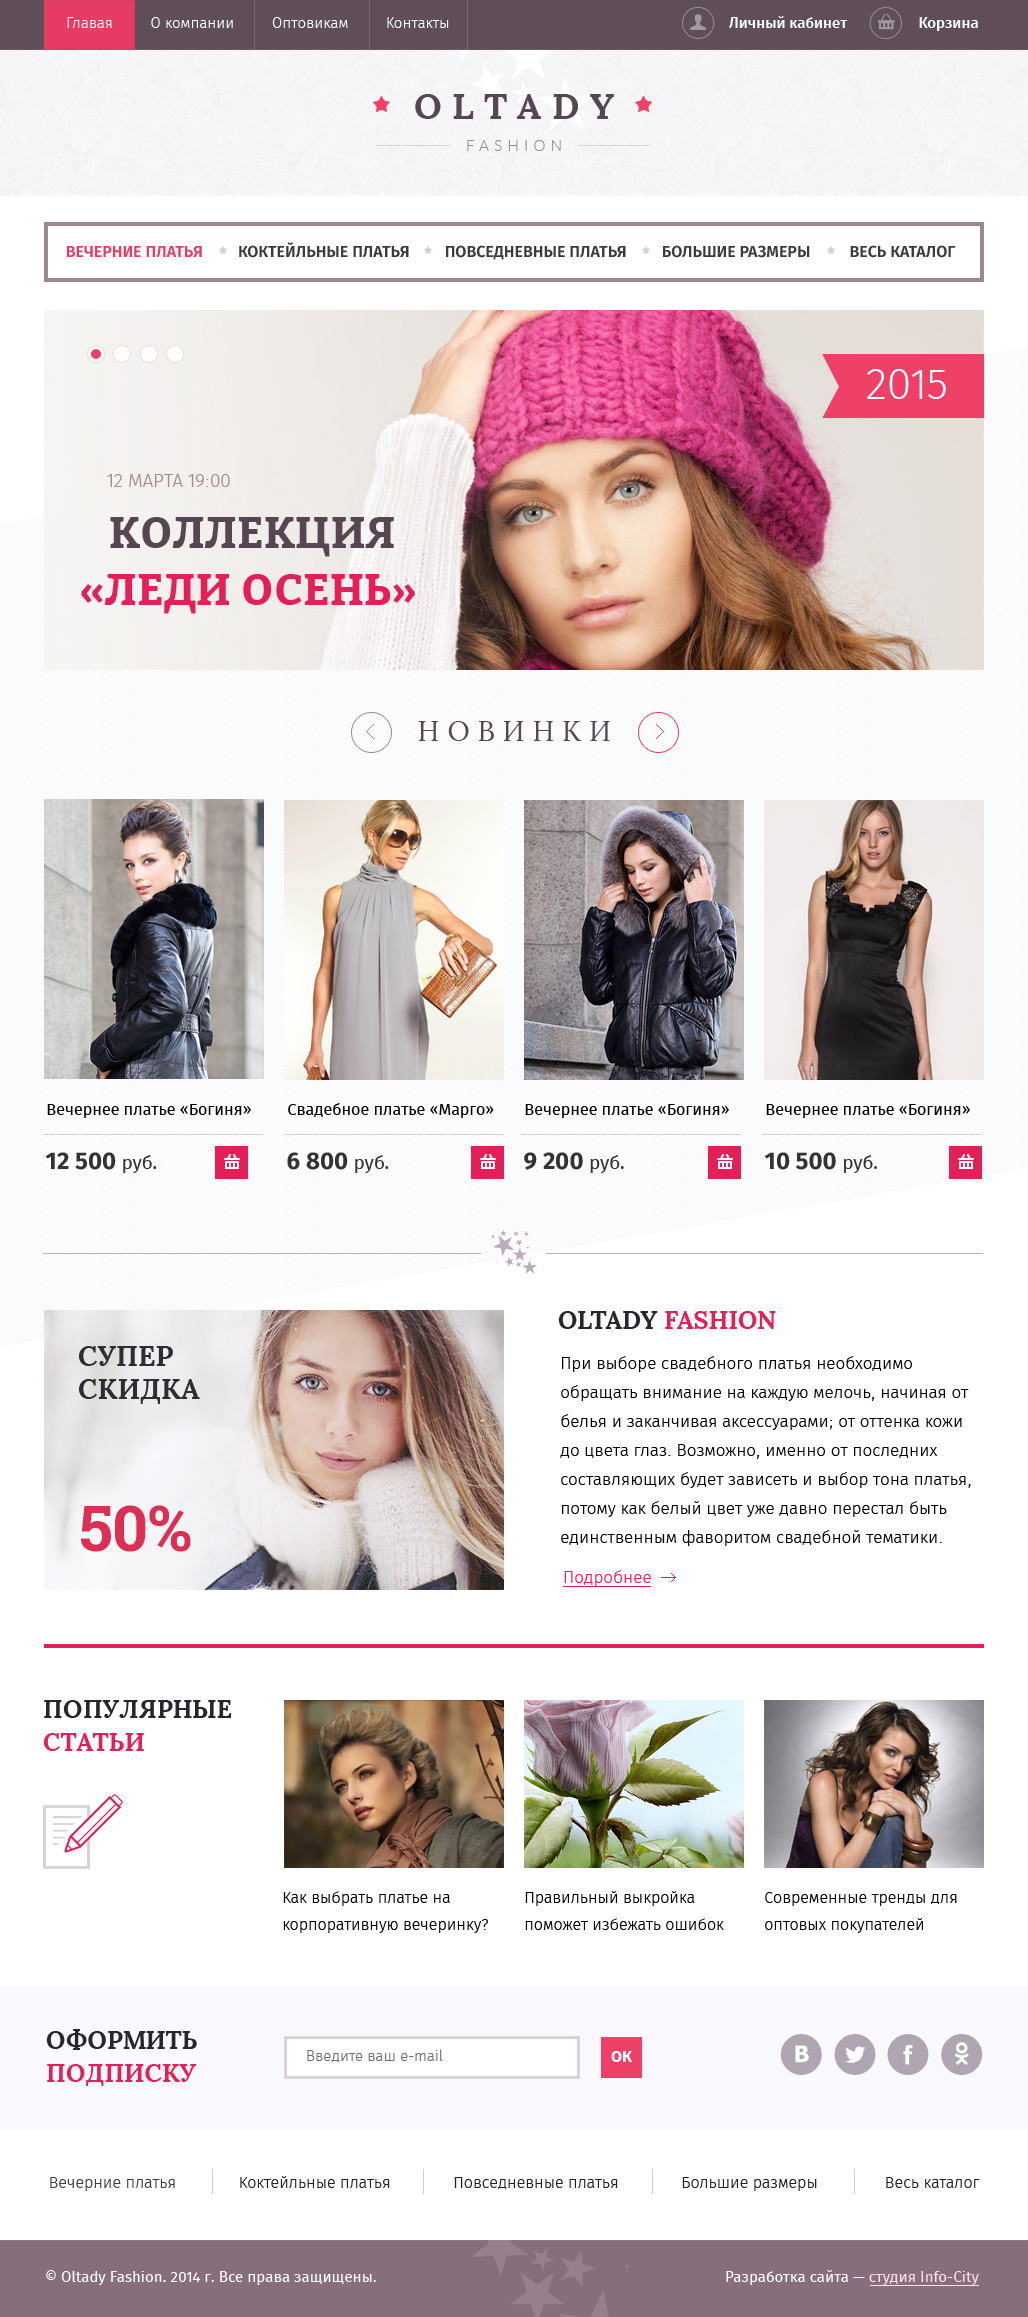 Главая
О компании
Оптовикам
Контакты
Личный кабинет
Корзина
OLTADY
FASHION
ВЕЧЕРНИЕ ПЛАТЬЯ
КОКТЕЙЛЬНЫЕ ПЛАТЬЯ
ПОВСЕДНЕВНЫЕ ПЛАТЬЯ
БОЛЬШИЕ РАЗМЕРЫ
ВЕСЬ КАТАЛОГ
2015
12 МАРТА 19:00
КОЛЛЕКЦИЯ
«ЛЕДИ ОСЕНЬ»
НОВИНКИ
Вечернее платье «Богиня»
12 500 руб.
Свадебное платье «Марго»
6 800 руб.
Вечернее платье «Богиня»
9 200 руб.
Вечернее платье «Богиня»
10 500 руб.
СУПЕР
СКИДКА
50%
OLTADY FASHION
При выборе свадебного платья необходимо
обращать внимание на каждую мелочь, начиная от
белья и заканчивая аксессуарами; от оттенка кожи
до цвета глаз. Возможно, именно от последних
составляющих будет зависеть и выбор тона платья,
потому как белый цвет уже давно перестал быть
единственным фаворитом свадебной тематики.
Подробнее
ПОПУЛЯРНЫЕ
СТАТЬИ
Как выбрать платье на
корпоративную вечеринку?
Правильный выкройка
поможет избежать ошибок
Современные тренды для
оптовых покупателей
ОФОРМИТЬ
ПОДПИСКУ
Введите ваш e-mail
ОК
Вечерние платья
Коктейльные платья
Повседневные платья
Большие размеры
Весь каталог
© Oltady Fashion. 2014 г. Все права защищены.
Разработка сайта — студия Info-City